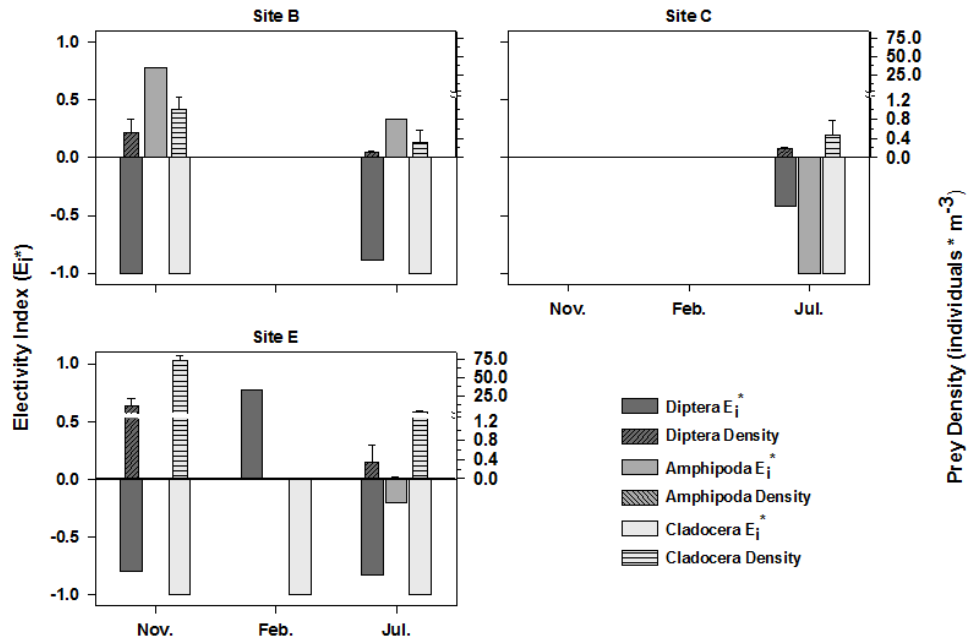 Site B
Site C
1.0
0.5
0.0
-0.5
-1.0
75.0
50.0
25.0
1.2
0.8
0.4
0.0
Nov.
Feb.
Jul.
Site E
1.0
0.5
0.0
-0.5
-1.0
75.0
50.0
25.0
1.2
0.8
0.4
0.0
Nov.
Feb.
Jul.
Electivity Index (Ei*)
Prey Density (individuals * m-3)
Diptera Ei*
Diptera Density
Amphipoda Ei*
Amphipoda Density
Cladocera Ei*
Cladocera Density